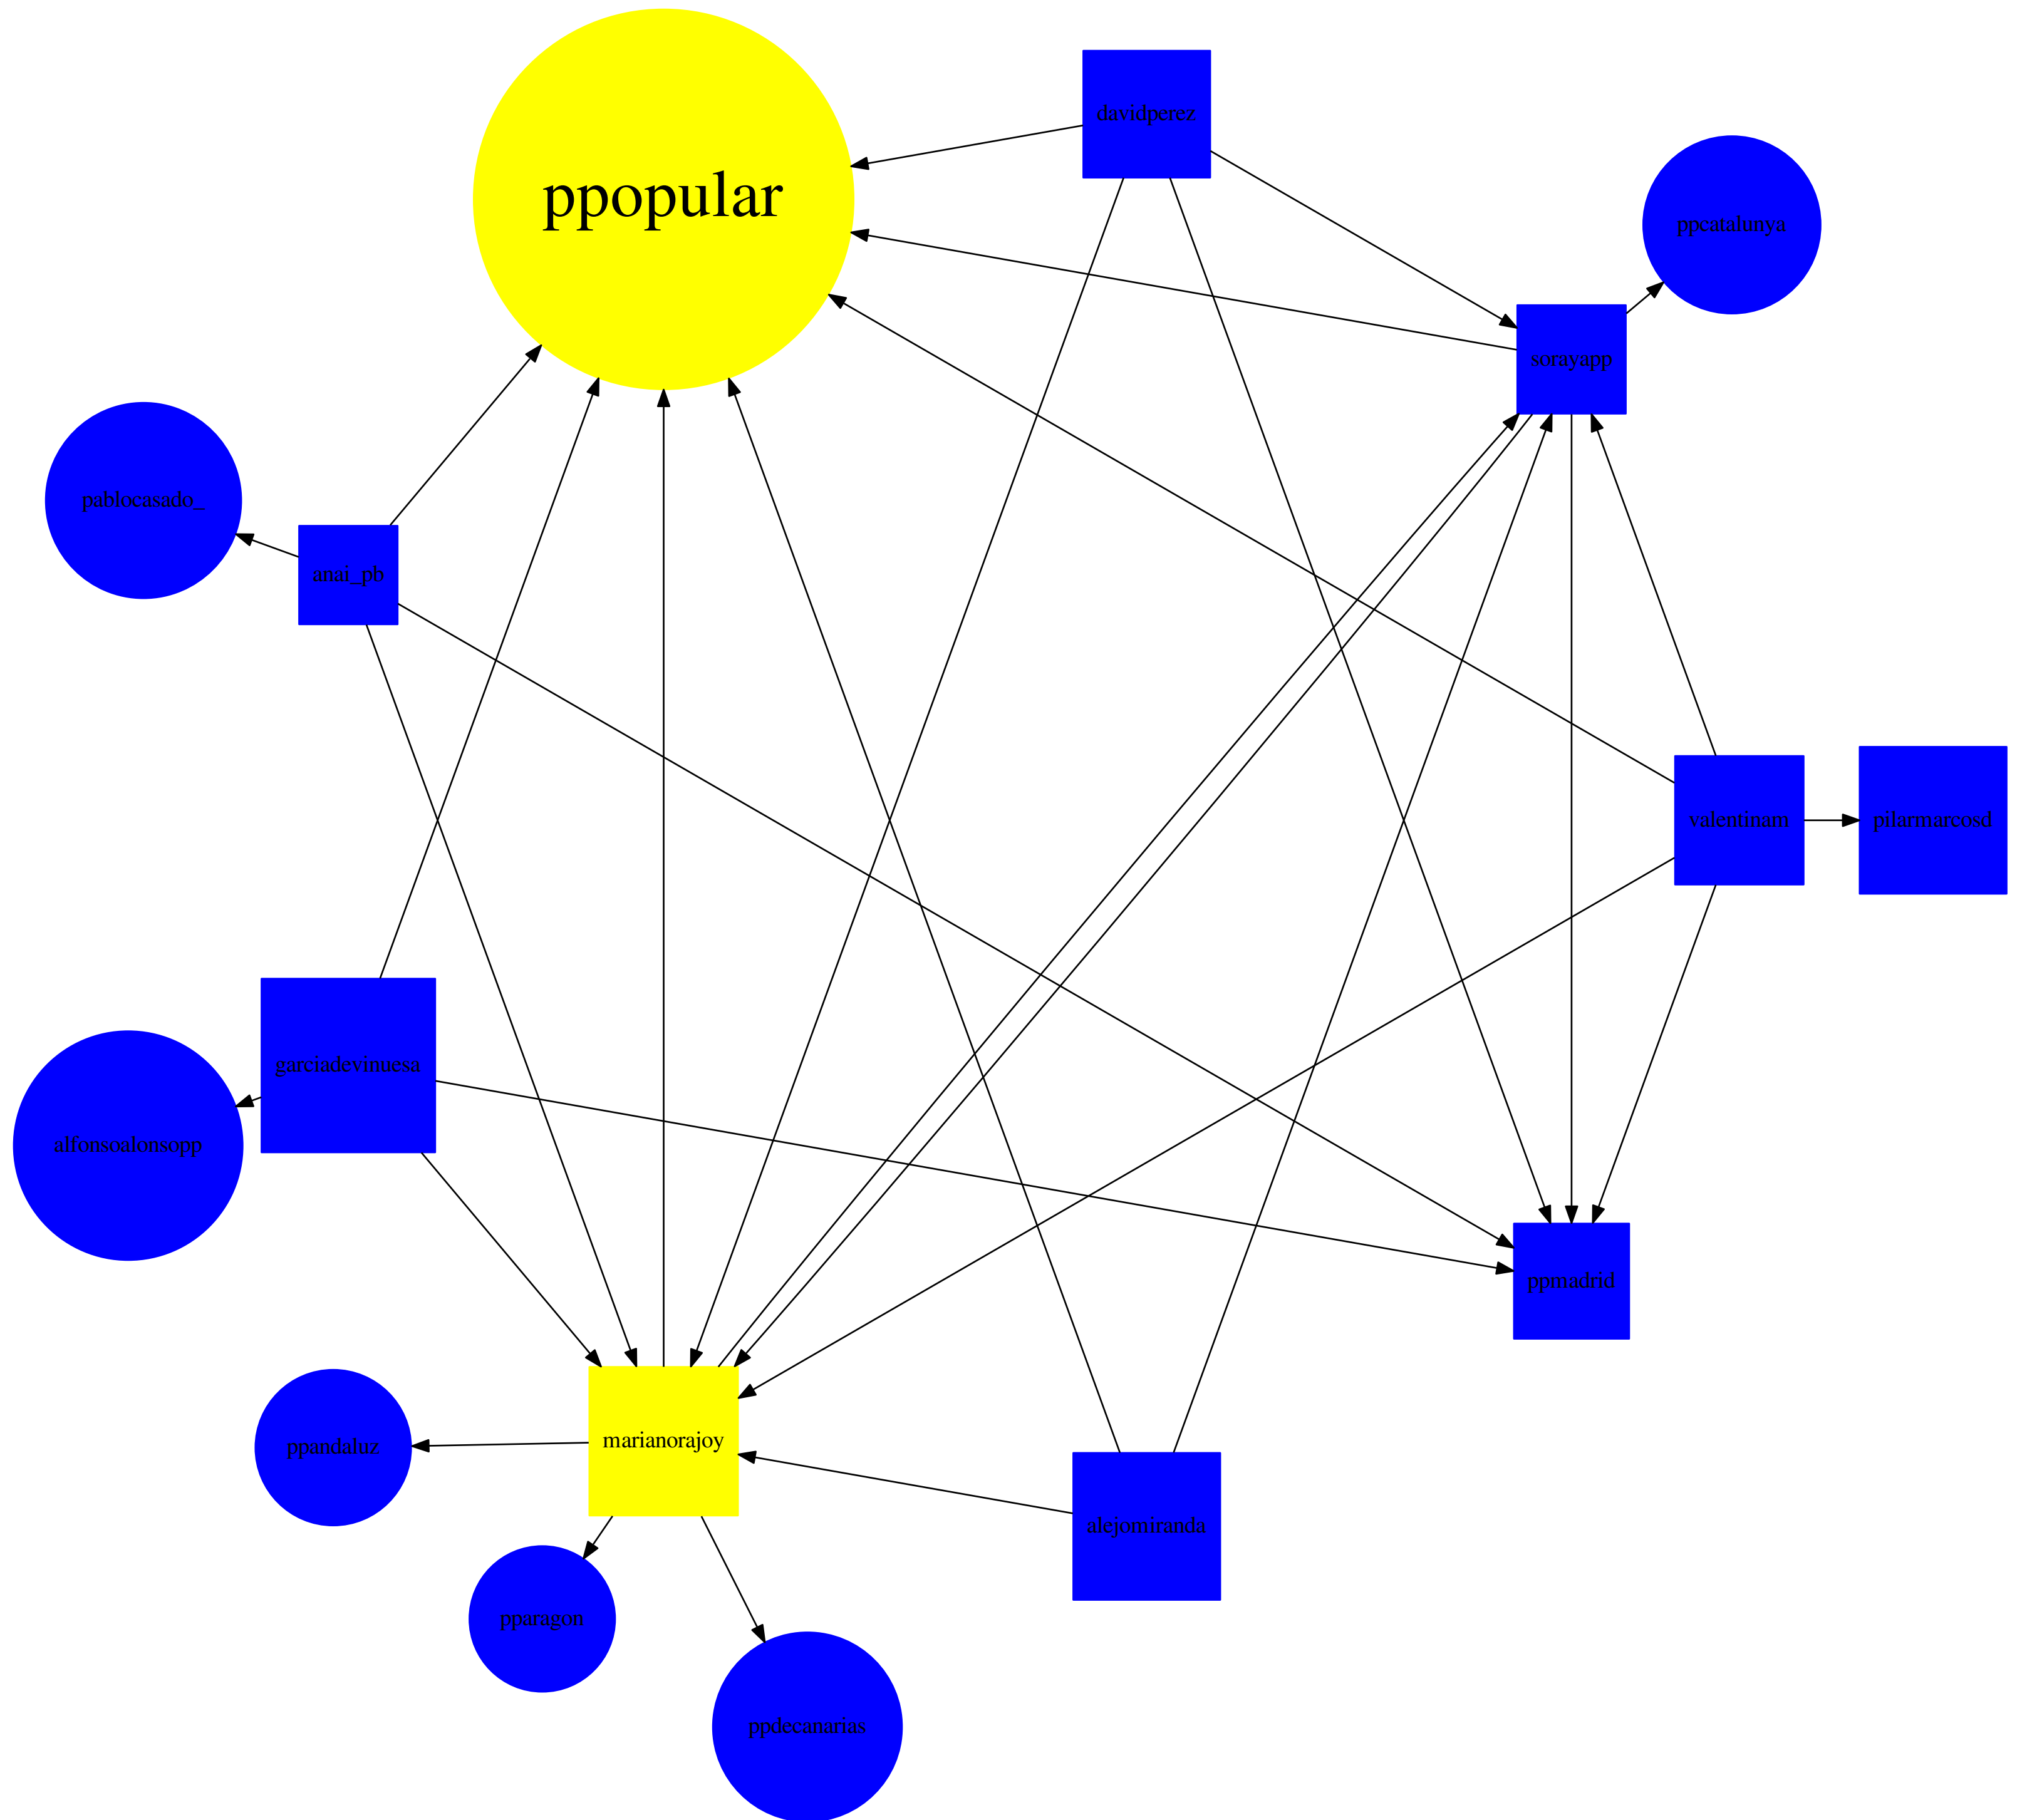 davidperez
ppopular
ppcatalunya
sorayapp
pablocasado_
anai_pb
valentinam
pilarmarcosd
garciadevinuesa
alfonsoalonsopp
ppmadrid
marianorajoy
ppandaluz
alejomiranda
pparagon
ppdecanarias